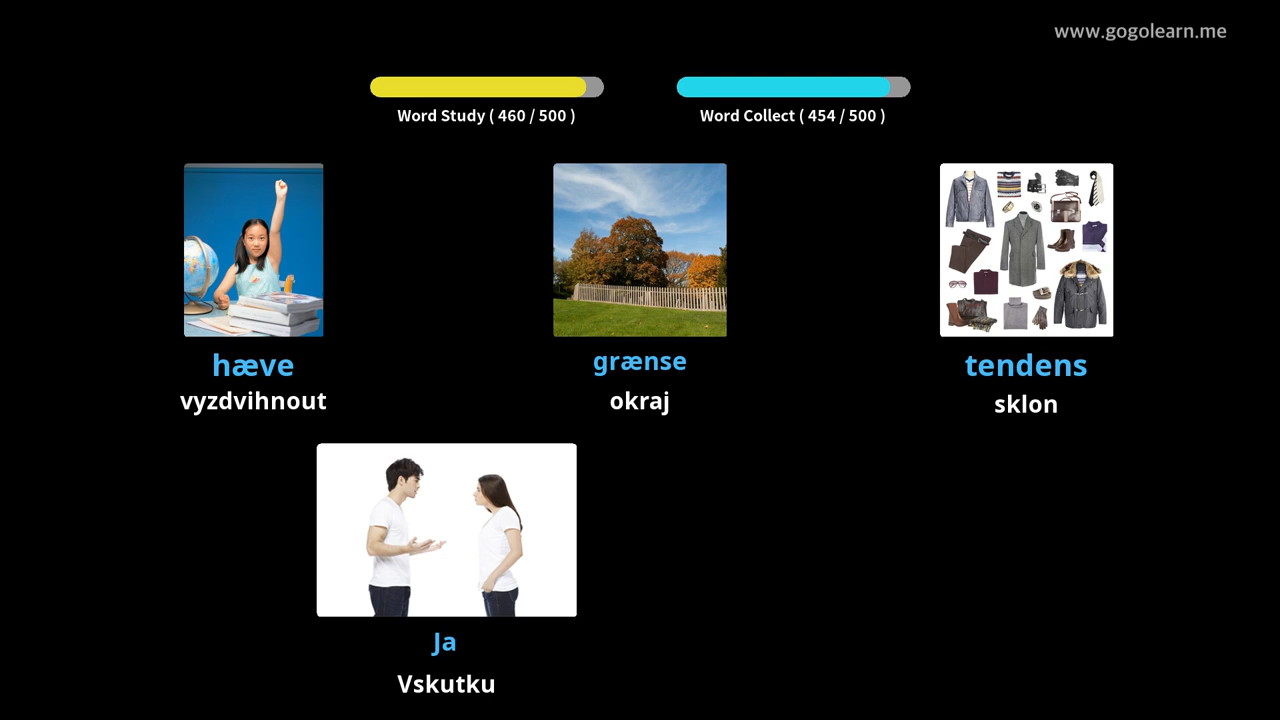 www.gogolearn.me
Word Study ( 460 / 500 )
Word Collect ( 454 / 500 )
hæve
vyzdvihnout
grænse
okraj
tendens
sklon
Ja
Vskutku